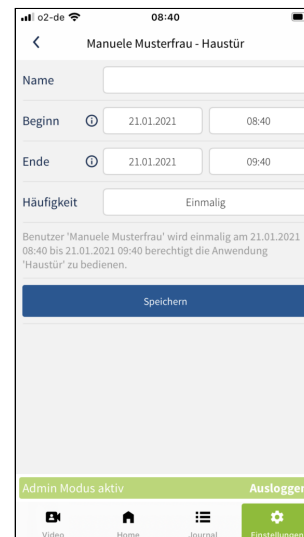 o2-de 08:40
Manuele Musterfrau - Haustür
Name
Beginn 21.01.2021 08:40
Ende 21.01.2021 09:40
Häufigkeit Einmalig
Benutzer 'Manuele Musterfrau' wird einmalig am 21.01.2021
08:40 bis 21.01.2021 09:40 berechtigt die Anwendung
'Haustür' zu bedienen.
Speichern
Admin Modus aktiv Ausloggen
Video Home Journal Einstellungen